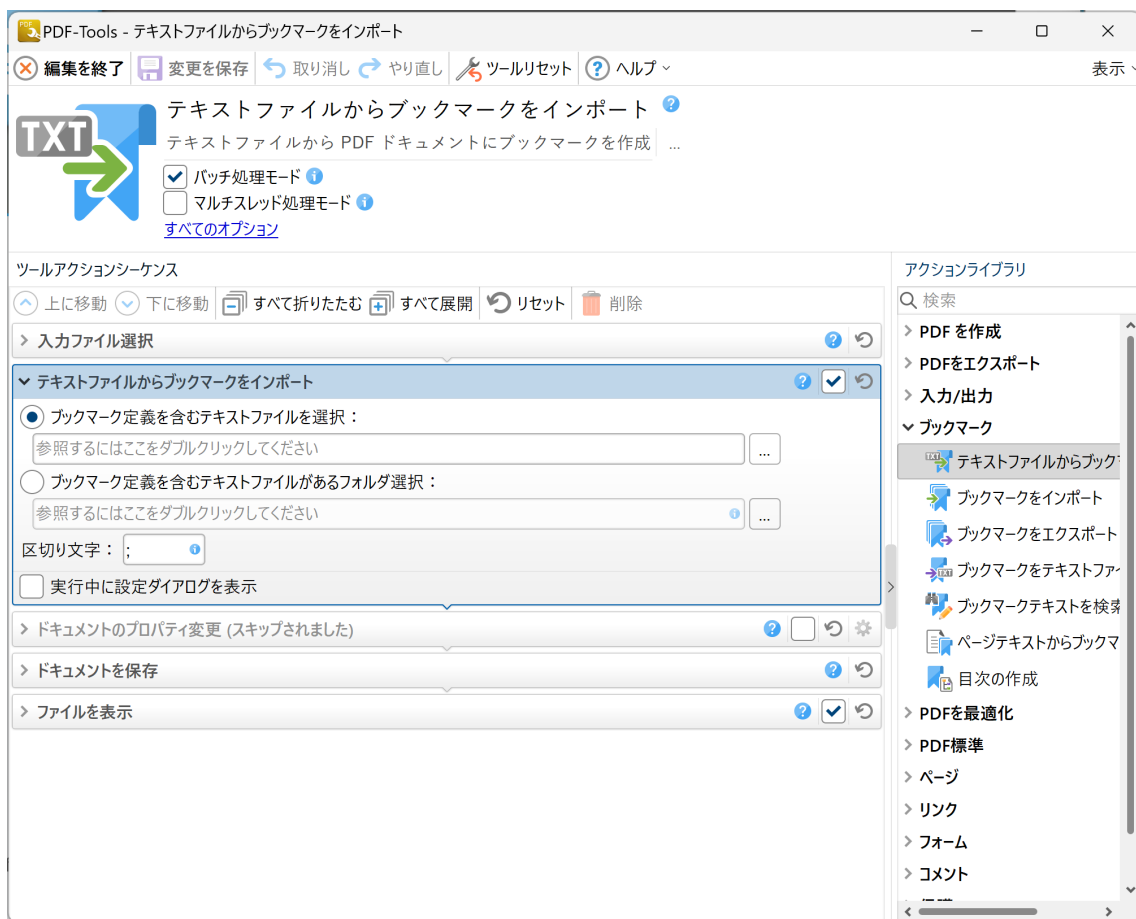 PDF-Tools - テキストファイルからブックマークをインポート
編集を終了 変更を保存 取り消し やり直し ツールリセット ? ヘルプ 表示
TXT
テキストファイルからブックマークをインポート ?
テキストファイルから PDF ドキュメントにブックマークを作成 ...
バッチ処理モード
マルチスレッド処理モード
すべてのオプション
ツールアクションシーケンス
上に移動 下に移動 すべて折りたたむ すべて展開 リセット 削除
入力ファイル選択
テキストファイルからブックマークをインポート
ブックマーク定義を含むテキストファイルを選択：
参照するにはここをダブルクリックしてください ...
ブックマーク定義を含むテキストファイルがあるフォルダ選択：
参照するにはここをダブルクリックしてください ...
区切り文字： ;
実行中に設定ダイアログを表示
ドキュメントのプロパティ変更 (スキップされました)
ドキュメントを保存
ファイルを表示
アクションライブラリ
検索
PDF を作成
PDFをエクスポート
入力/出力
ブックマーク
テキストファイルからブック
ブックマークをインポート
ブックマークをエクスポート
ブックマークをテキストファ
ブックマークテキストを検索
ページテキストからブックマ
目次の作成
PDFを最適化
PDF標準
ページ
リンク
フォーム
コメント